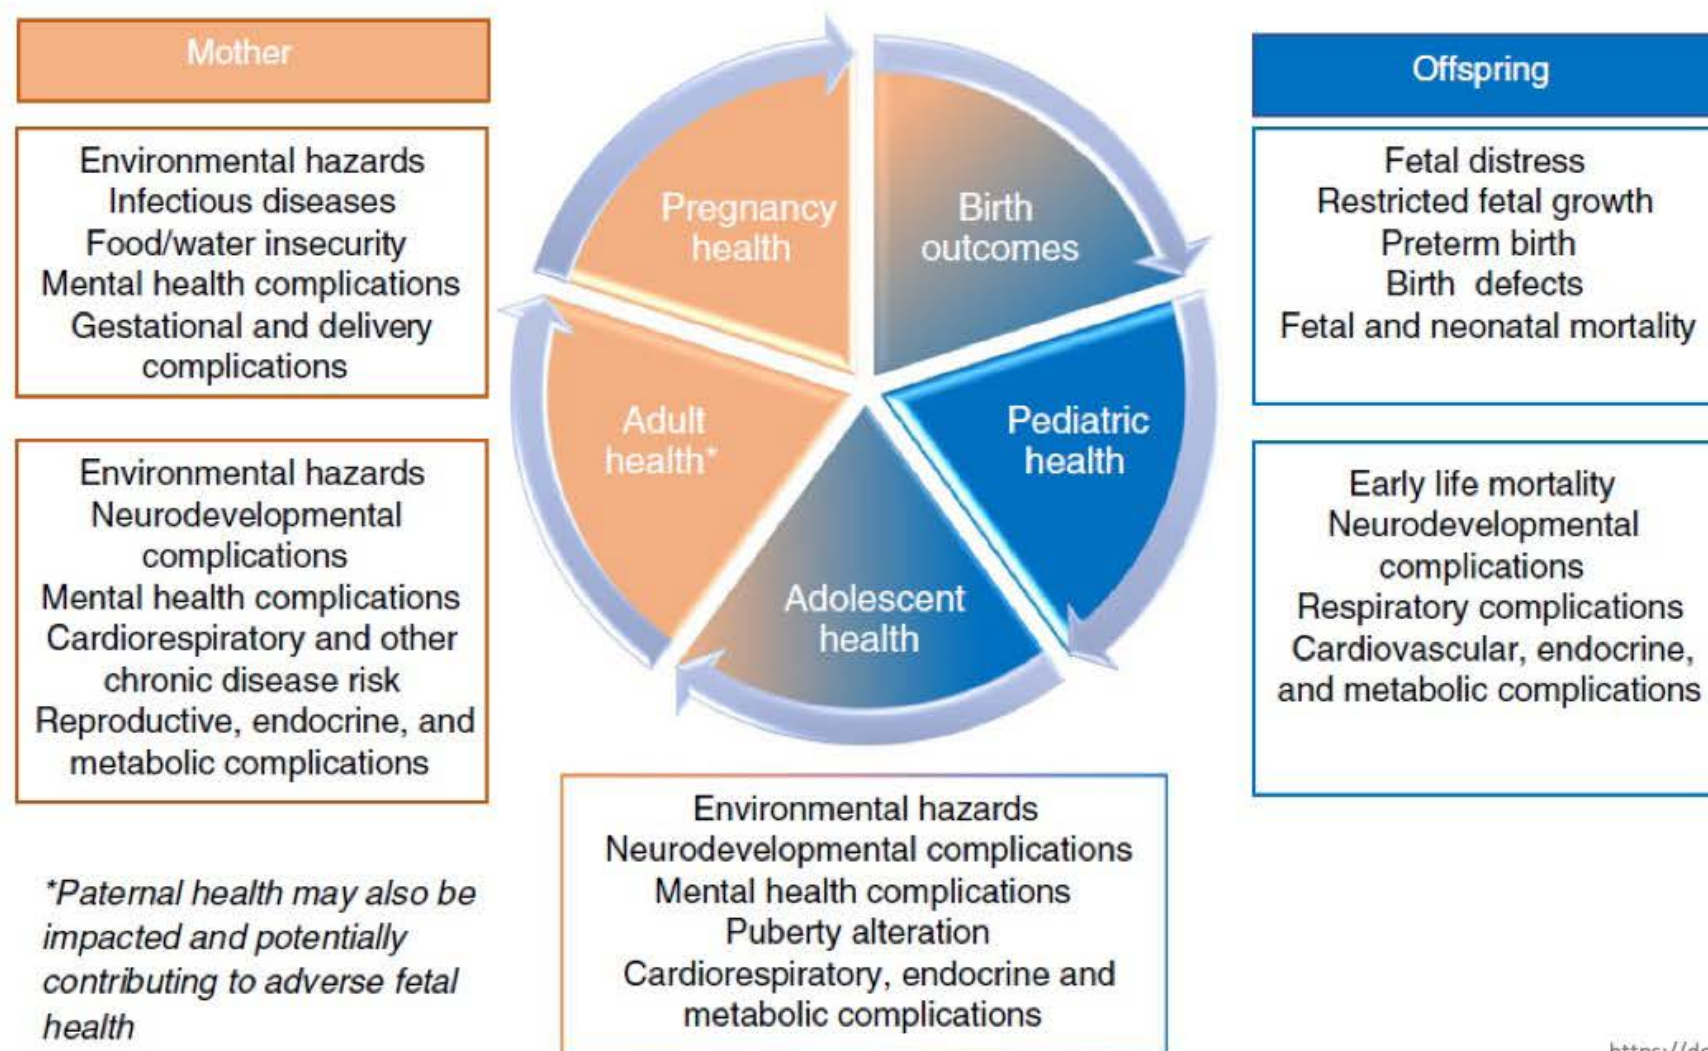 Mother
Environmental hazards
Infectious diseases
Food/water insecurity
Mental health complications
Gestational and delivery
complications
Environmental hazards
Neurodevelopmental
complications
Mental health complications
Cardiorespiratory and other
chronic disease risk
Reproductive, endocrine, and
metabolic complications
*Paternal health may also be
impacted and potentially
contributing to adverse fetal
health
Pregnancy
health
Birth
outcomes
Adult
health*
Pediatric
health
Adolescent
health
Environmental hazards
Neurodevelopmental complications
Mental health complications
Puberty alteration
Cardiorespiratory, endocrine and
metabolic complications
Offspring
Fetal distress
Restricted fetal growth
Preterm birth
Birth defects
Fetal and neonatal mortality
Early life mortality
Neurodevelopmental
complications
Respiratory complications
Cardiovascular, endocrine,
and metabolic complications